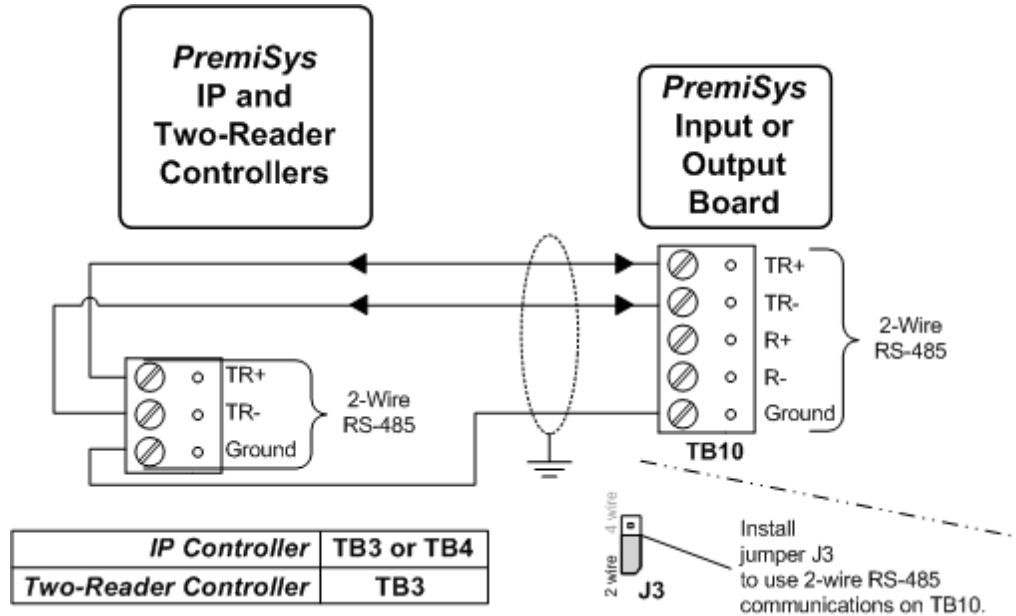 PremiSys
IP and
Two-Reader
Controllers
PremiSys
Input or
Output
Board
TR+
TR-
R+
R-
Ground
2-Wire
RS-485
TB10
TR+
TR-
Ground
2-Wire
RS-485
IP Controller TB3 or TB4
Two-Reader Controller TB3
2 wire 4 wire
J3
Install
jumper J3
to use 2-wire RS-485
communications on TB10.